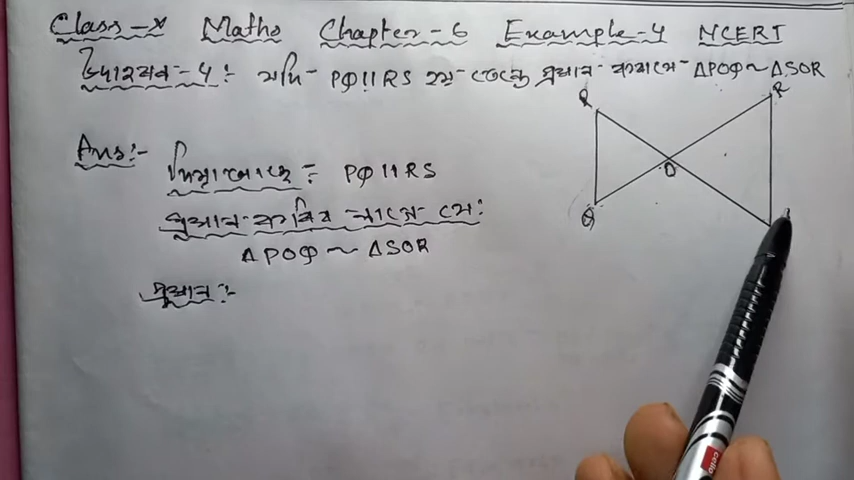 Class-X Maths Chapter-6 Example-4 NCERT
উদাহৰণ-4:- যদি- PQ||RS হয়- তেন্তে প্ৰমাণ- কৰা যে- ΔPOQ ~ ΔSOR
R
Ans:-
দিয়া আছে:- PQ||RS
O
প্ৰমাণ-কৰিব লাগে যে:
Q
ΔPOQ ~ ΔSOR
প্ৰমাণ:-
cello